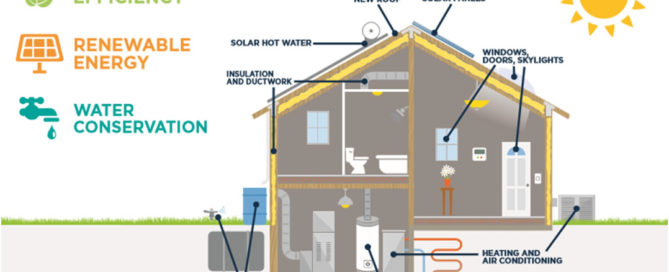 EFFICIENCY
RENEWABLE
ENERGY
WATER
CONSERVATION
NEW ROOF
SOLAR PANELS
SOLAR HOT WATER
WINDOWS,
DOORS, SKYLIGHTS
INSULATION
AND DUCTWORK
HEATING AND
AIR CONDITIONING